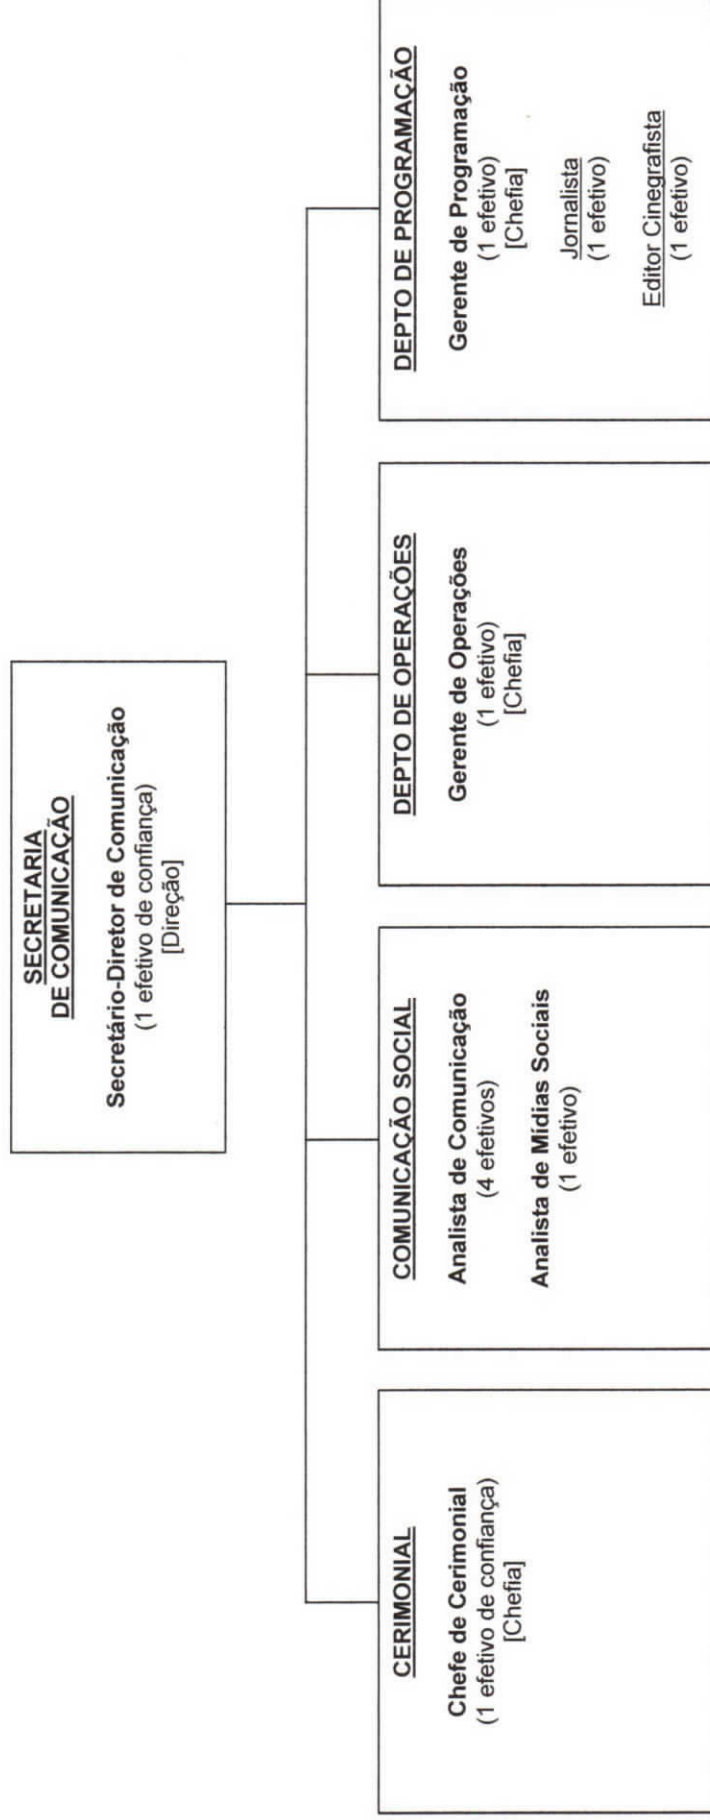 SECRETARIA
DE COMUNICAÇÃO
Secretário-Diretor de Comunicação
(1 efetivo de confiança)
[Direção]
CERIMONIAL
Chefe de Cerimonial
(1 efetivo de confiança)
[Chefia]
COMUNICAÇÃO SOCIAL
Analista de Comunicação
(4 efetivos)
Analista de Mídias Sociais
(1 efetivo)
DEPTO DE OPERAÇÕES
Gerente de Operações
(1 efetivo)
[Chefia]
DEPTO DE PROGRAMAÇÃO
Gerente de Programação
(1 efetivo)
[Chefia]
Jornalista
(1 efetivo)
Editor Cinegrafista
(1 efetivo)